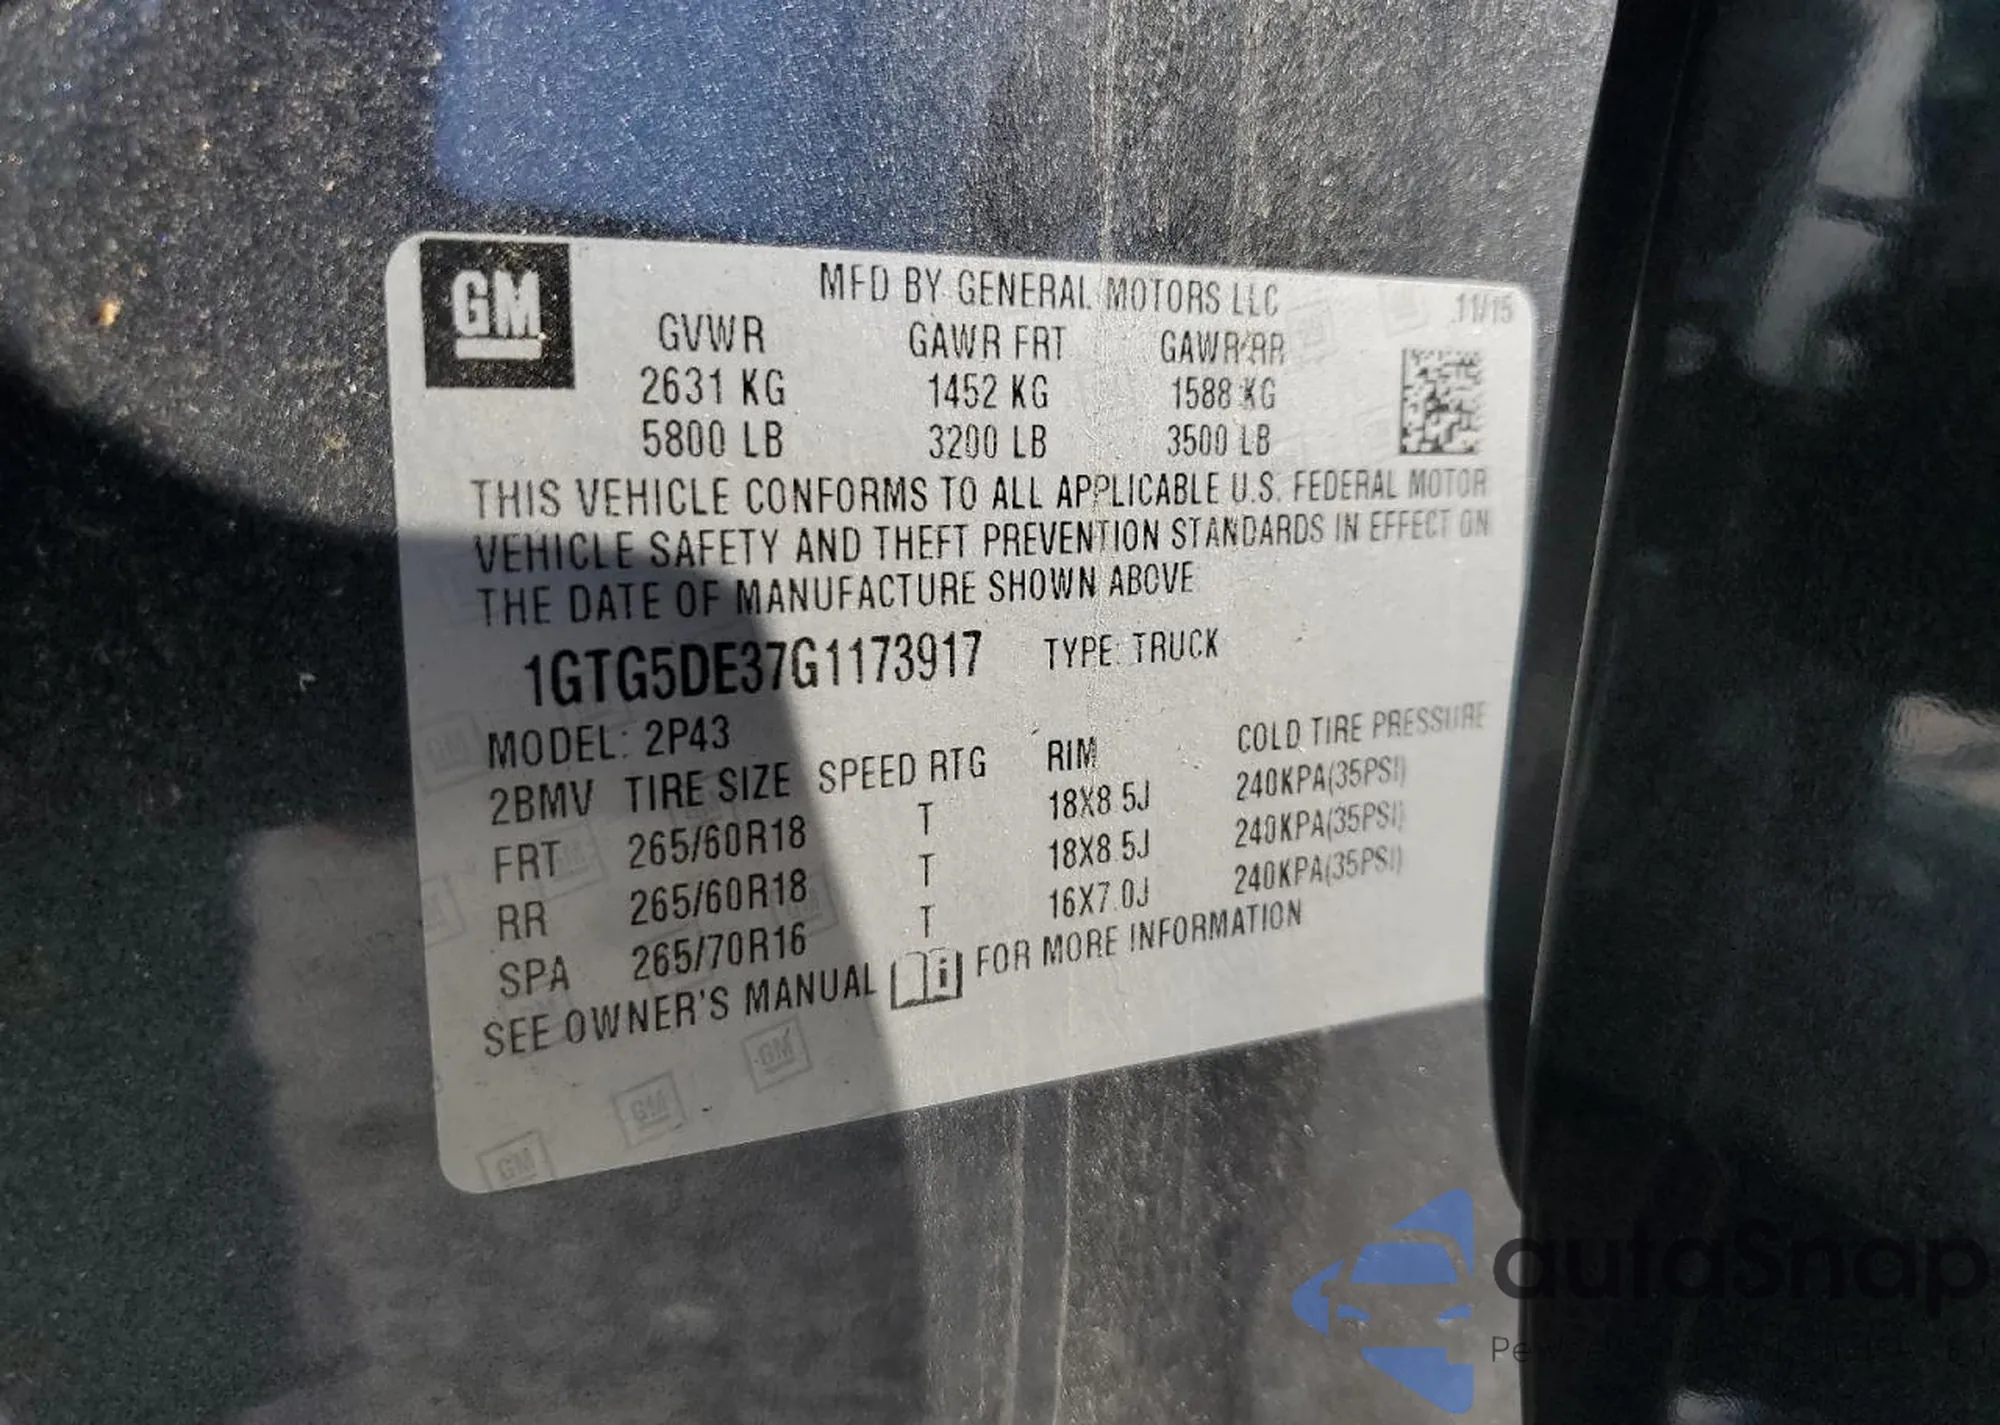 GM
MFD BY GENERAL MOTORS LLC 11/15
GVWR GAWR FRT GAWR RR
2631 KG 1452 KG 1588 KG
5800 LB 3200 LB 3500 LB
THIS VEHICLE CONFORMS TO ALL APPLICABLE U.S. FEDERAL MOTOR
VEHICLE SAFETY AND THEFT PREVENTION STANDARDS IN EFFECT ON
THE DATE OF MANUFACTURE SHOWN ABOVE
1GTG5DE37G1173917 TYPE: TRUCK
MODEL: 2P43
2BMV TIRE SIZE SPEED RTG RIM COLD TIRE PRESSURE
FRT 265/60R18 T 18X8.5J 240KPA(35PSI)
RR 265/60R18 T 18X8.5J 240KPA(35PSI)
SPA 265/70R16 T 16X7.0J 240KPA(35PSI)
SEE OWNER'S MANUAL FOR MORE INFORMATION
GM
GM
GM
GM
autoSnap